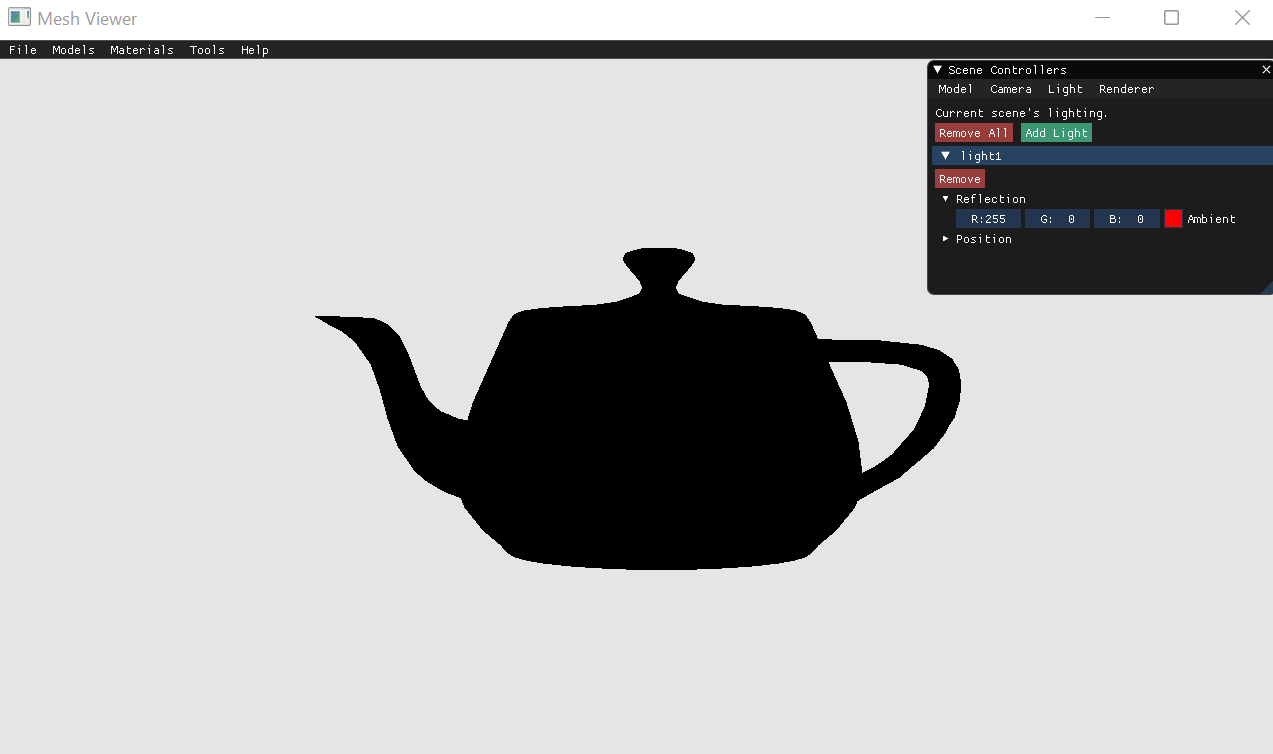 Mesh Viewer
File Models Materials Tools Help
Scene Controllers
Model Camera Light Renderer
Current scene's lighting.
Remove All Add Light
light1
Remove
Reflection
R:255 G: 0 B: 0 Ambient
Position